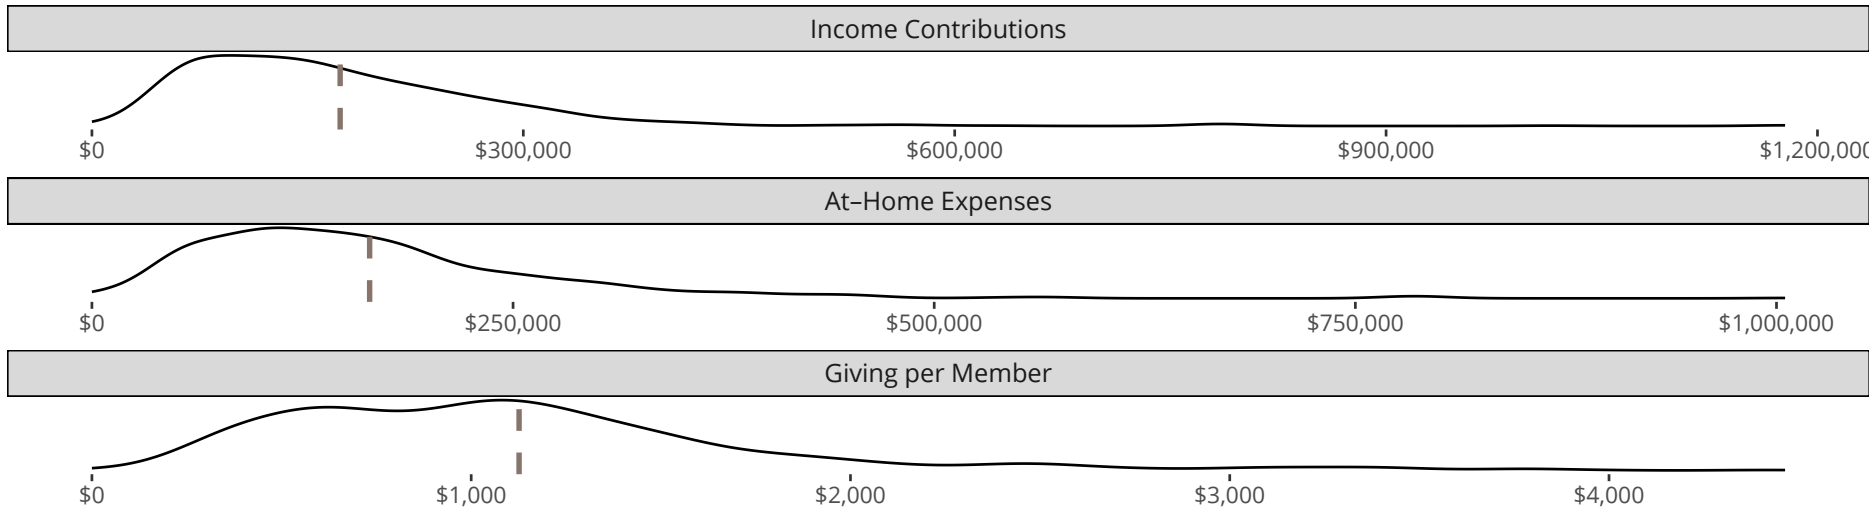 Income Contributions
$0 $300,000 $600,000 $900,000 $1,200,000
At–Home Expenses
$0 $250,000 $500,000 $750,000 $1,000,000
Giving per Member
$0 $1,000 $2,000 $3,000 $4,000